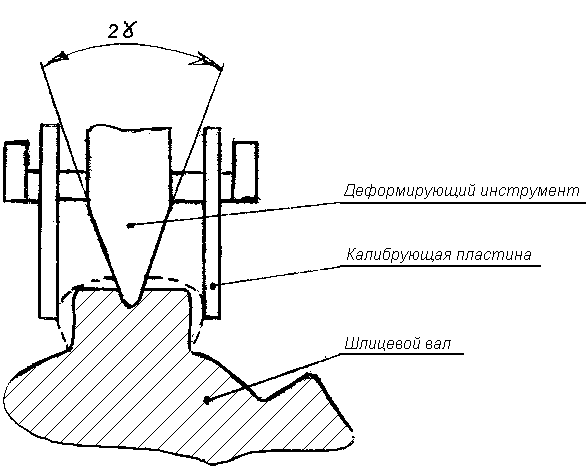 2γ
Деформирующий инструмент
Калибрующая пластина
Шлицевой вал